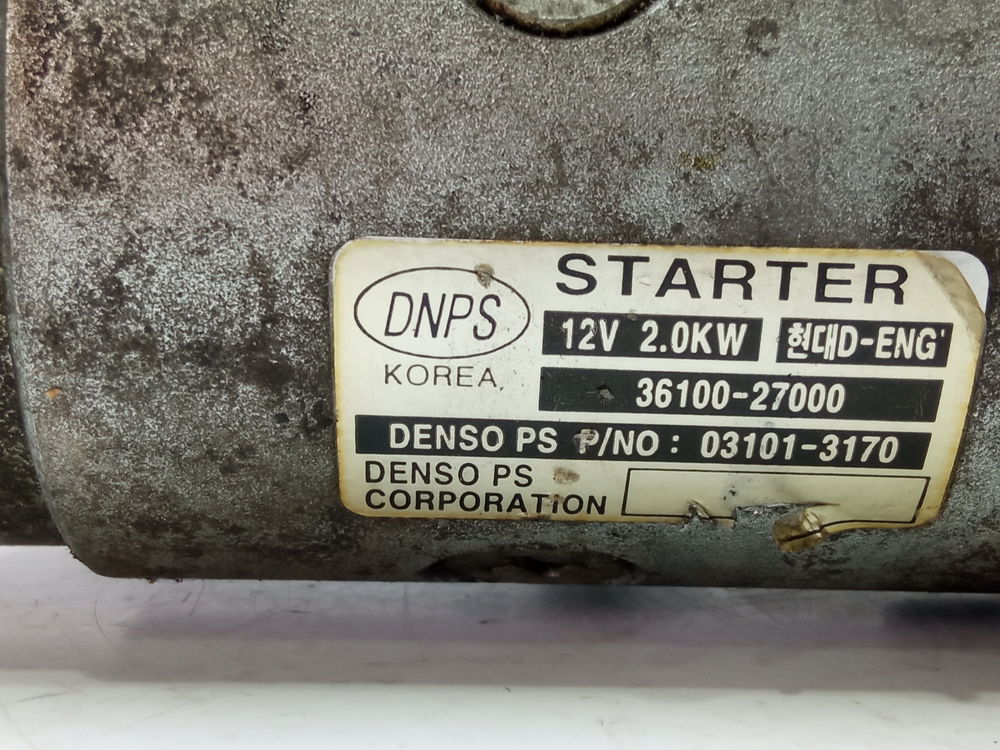 STARTER
DNPS
KOREA
12V 2.0KW 현대D-ENG'
36100-27000
DENSO PS P/NO : 03101-3170
DENSO PS
CORPORATION